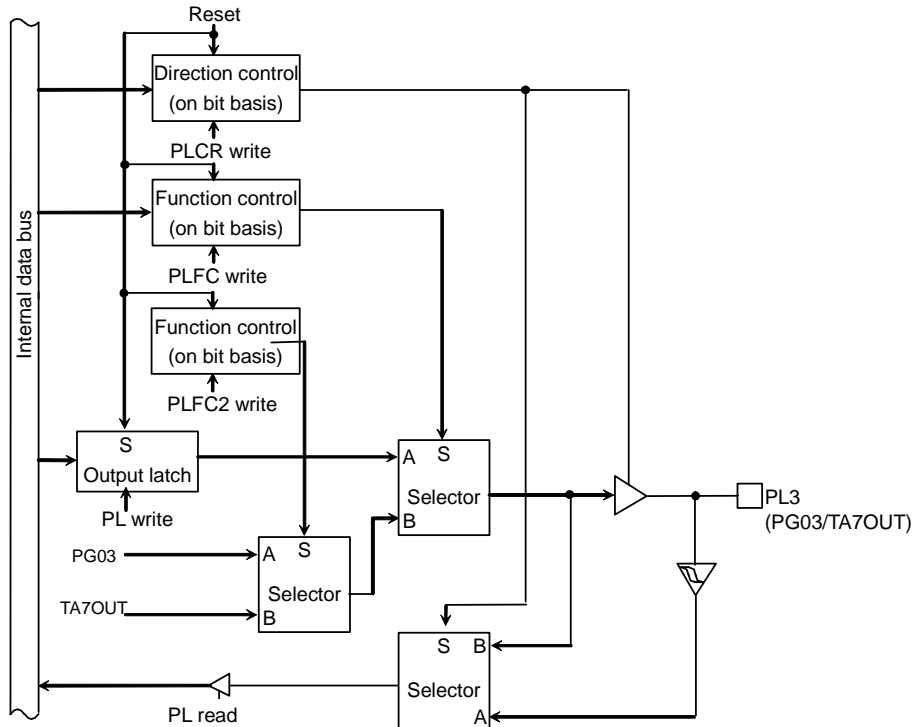 Reset
Direction control
(on bit basis)
PLCR write
Function control
(on bit basis)
PLFC write
Internal data bus
Function control
(on bit basis)
PLFC2 write
S
Output latch
PL write
A
S
Selector
B
PL3
(PG03/TA7OUT)
PG03
A
S
Selector
TA7OUT
B
S
B
Selector
A
PL read